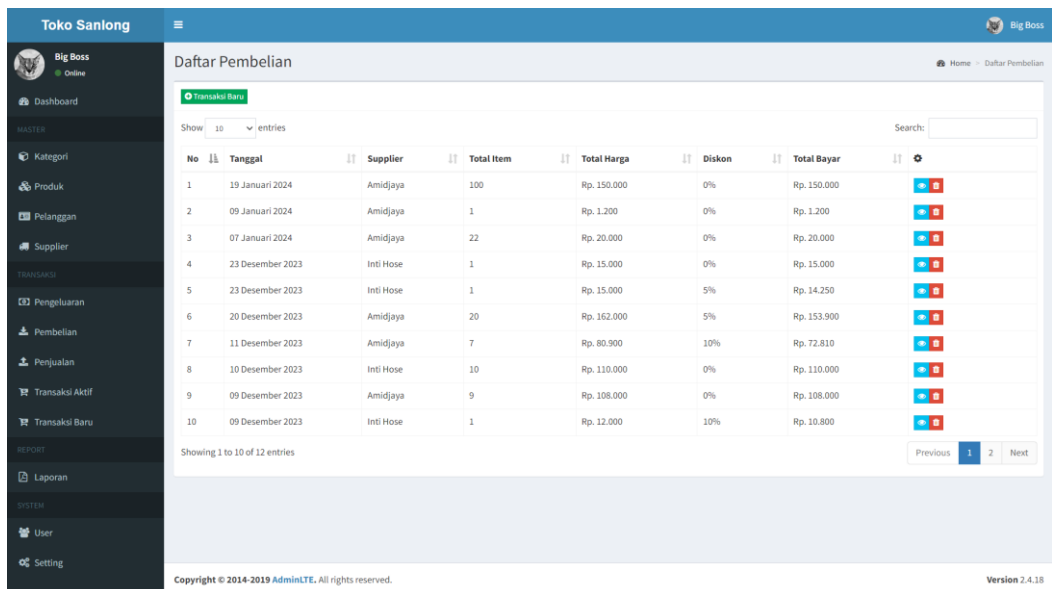 Toko Sanlong
Big Boss
Big Boss
Online
Dashboard
MASTER
Kategori
Produk
Pelanggan
Supplier
TRANSAKSI
Pengeluaran
Pembelian
Penjualan
Transaksi Aktif
Transaksi Baru
REPORT
Laporan
SYSTEM
User
Setting
Daftar Pembelian
Home > Daftar Pembelian
Transaksi Baru
Show 10 entries
Search:
No Tanggal Supplier Total Item Total Harga Diskon Total Bayar
1 19 Januari 2024 Amidjaya 100 Rp. 150.000 0% Rp. 150.000
2 09 Januari 2024 Amidjaya 1 Rp. 1.200 0% Rp. 1.200
3 07 Januari 2024 Amidjaya 22 Rp. 20.000 0% Rp. 20.000
4 23 Desember 2023 Inti Hose 1 Rp. 15.000 0% Rp. 15.000
5 23 Desember 2023 Inti Hose 1 Rp. 15.000 5% Rp. 14.250
6 20 Desember 2023 Amidjaya 20 Rp. 162.000 5% Rp. 153.900
7 11 Desember 2023 Amidjaya 7 Rp. 80.900 10% Rp. 72.810
8 10 Desember 2023 Inti Hose 10 Rp. 110.000 0% Rp. 110.000
9 09 Desember 2023 Amidjaya 9 Rp. 108.000 0% Rp. 108.000
10 09 Desember 2023 Inti Hose 1 Rp. 12.000 10% Rp. 10.800
Showing 1 to 10 of 12 entries
Previous 1 2 Next
Copyright © 2014-2019 AdminLTE. All rights reserved.
Version 2.4.18